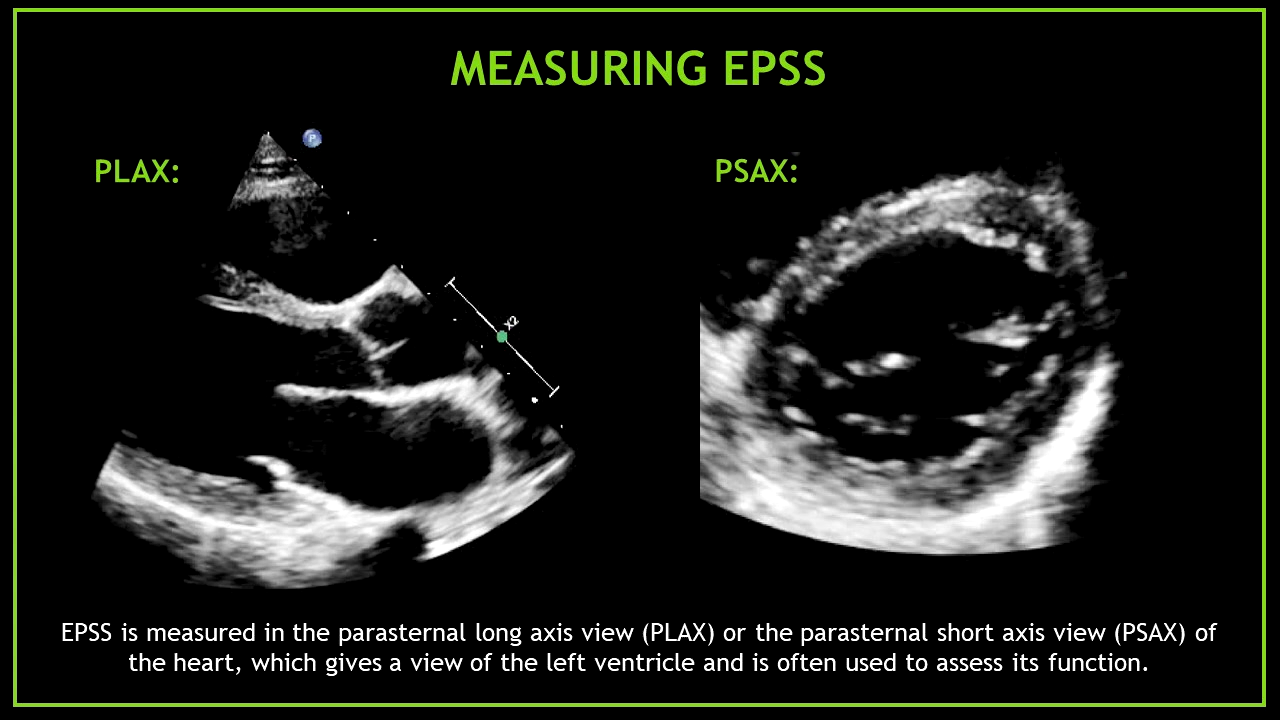 MEASURING EPSS
P
PLAX:
PSAX:
X2
EPSS is measured in the parasternal long axis view (PLAX) or the parasternal short axis view (PSAX) of
the heart, which gives a view of the left ventricle and is often used to assess its function.